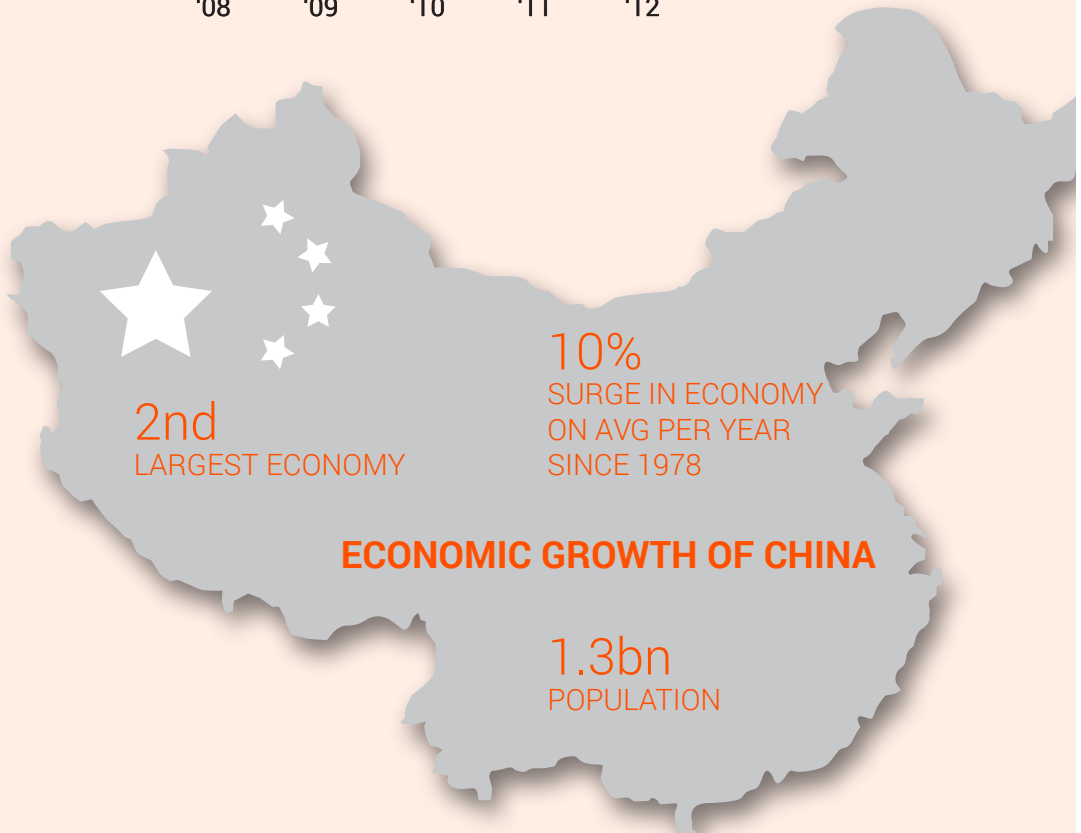 '08 '09 '10 '11 '12
10%
SURGE IN ECONOMY
ON AVG PER YEAR
SINCE 1978
2nd
LARGEST ECONOMY
ECONOMIC GROWTH OF CHINA
1.3bn
POPULATION